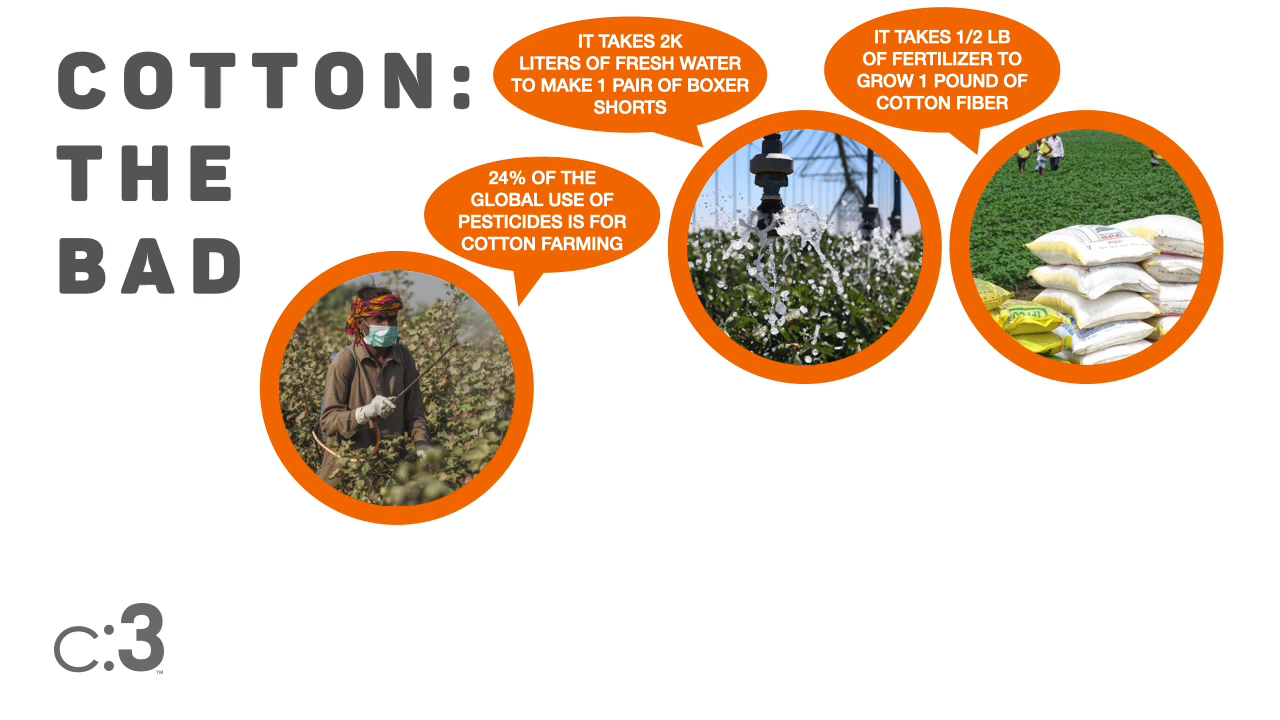 COTTON:
THE
BAD
24% OF THE
GLOBAL USE OF
PESTICIDES IS FOR
COTTON FARMING
IT TAKES 2K
LITERS OF FRESH WATER
TO MAKE 1 PAIR OF BOXER
SHORTS
IT TAKES 1/2 LB
OF FERTILIZER TO
GROW 1 POUND OF
COTTON FIBER
c:3™